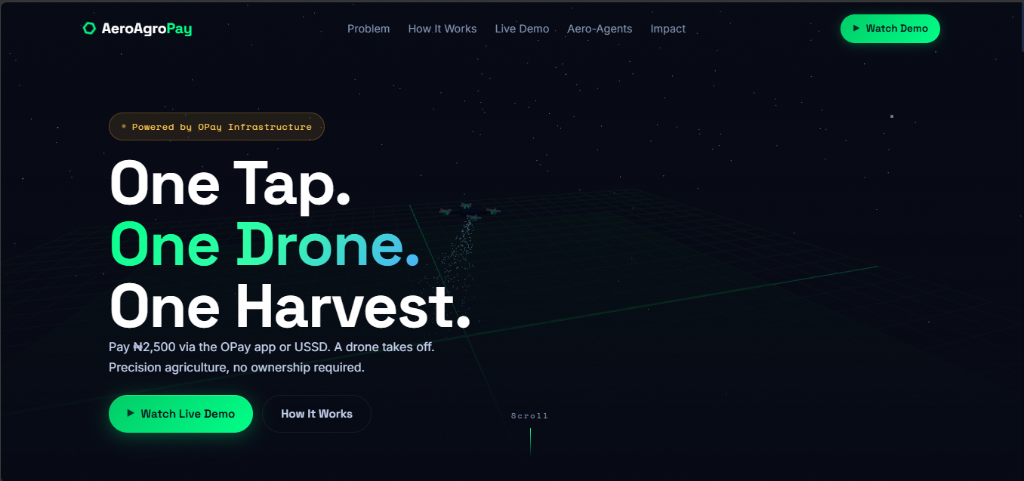 AeroAgroPay
Problem How It Works Live Demo Aero-Agents Impact
Watch Demo
Powered by OPay Infrastructure
One Tap.
One Drone.
One Harvest.
Pay ₦2,500 via the OPay app or USSD. A drone takes off.
Precision agriculture, no ownership required.
Watch Live Demo
How It Works
Scroll